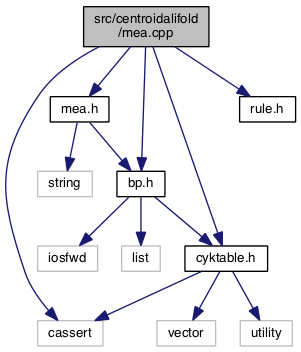 src/centroidalifold
/mea.cpp
mea.h
rule.h
string
bp.h
iosfwd
list
cyktable.h
cassert
vector
utility